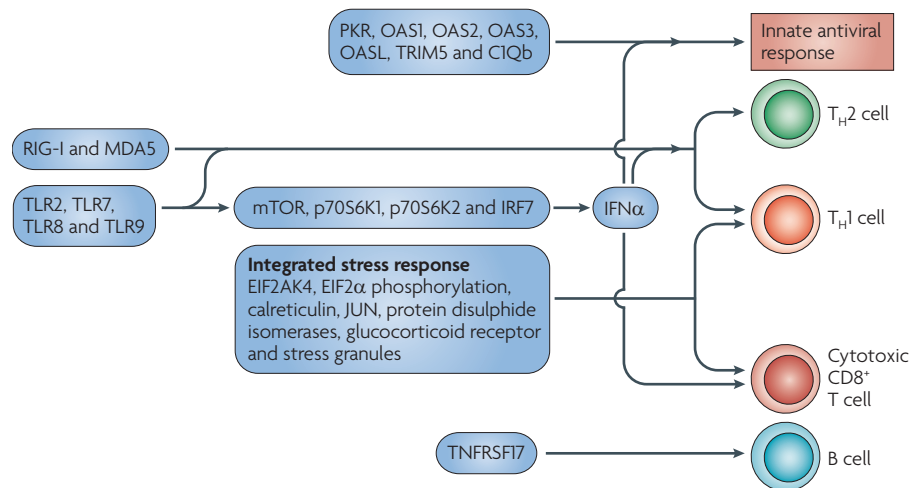 PKR, OAS1, OAS2, OAS3,
OASL, TRIM5 and C1Qb
Innate antiviral
response
TH2 cell
RIG-I and MDA5
TLR2, TLR7,
TLR8 and TLR9
mTOR, p70S6K1, p70S6K2 and IRF7
IFNα
TH1 cell
Integrated stress response
EIF2AK4, EIF2α phosphorylation,
calreticulin, JUN, protein disulphide
isomerases, glucocorticoid receptor
and stress granules
Cytotoxic
CD8⁺
T cell
TNFRSF17
B cell